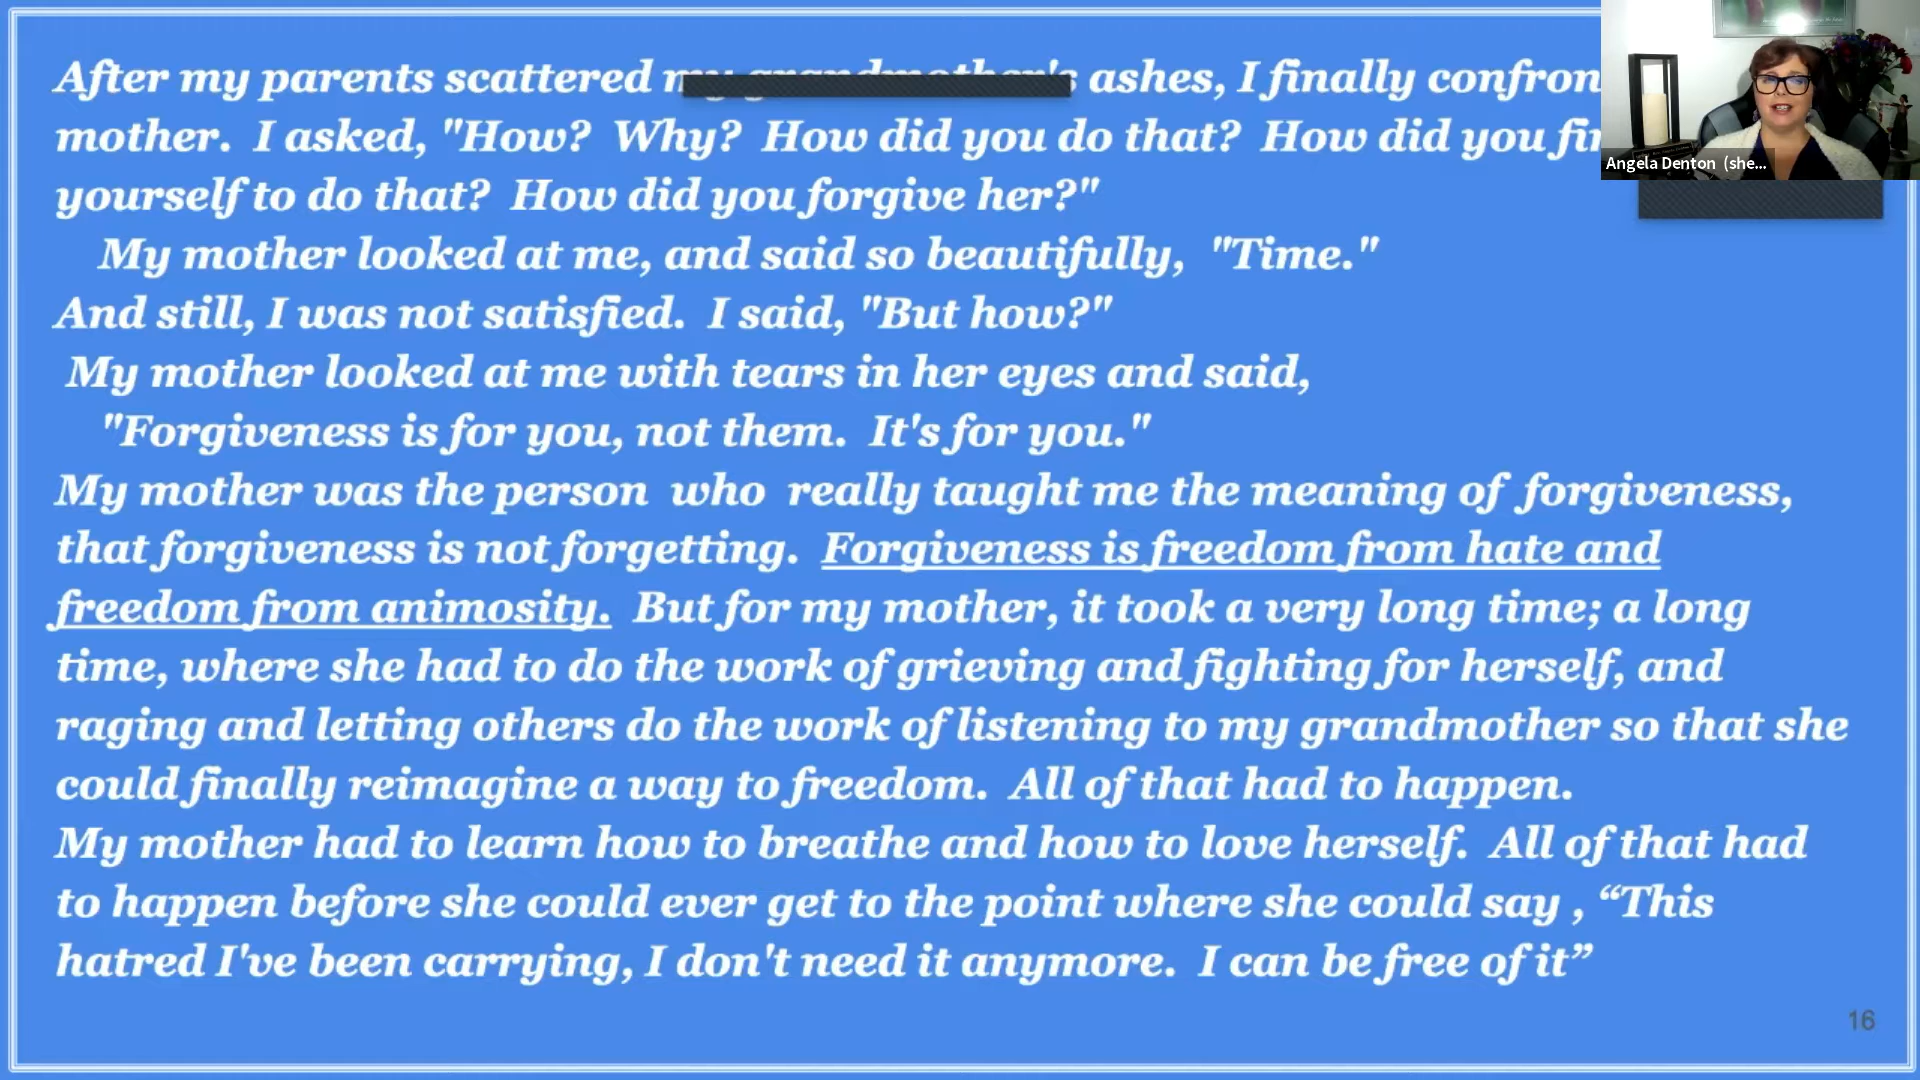 After my parents scattered my grandmother's ashes, I finally confron
mother.  I asked, "How?  Why?  How did you do that?  How did you fin
yourself to do that?  How did you forgive her?"
My mother looked at me, and said so beautifully,  "Time."
And still, I was not satisfied.  I said, "But how?"
My mother looked at me with tears in her eyes and said,
"Forgiveness is for you, not them.  It's for you."
My mother was the person  who  really taught me the meaning of forgiveness,
that forgiveness is not forgetting.  Forgiveness is freedom from hate and
freedom from animosity.  But for my mother, it took a very long time; a long
time, where she had to do the work of grieving and fighting for herself, and
raging and letting others do the work of listening to my grandmother so that she
could finally reimagine a way to freedom.  All of that had to happen.
My mother had to learn how to breathe and how to love herself.  All of that had
to happen before she could ever get to the point where she could say , “This
hatred I've been carrying, I don't need it anymore.  I can be free of it”
16
Angela Denton (she...